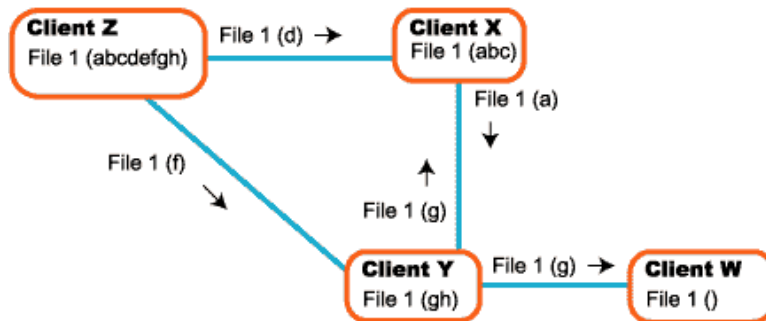 Client Z
File 1 (abcdefgh)
File 1 (d)
Client X
File 1 (abc)
File 1 (a)
File 1 (f)
File 1 (g)
Client Y
File 1 (gh)
File 1 (g)
Client W
File 1 ()